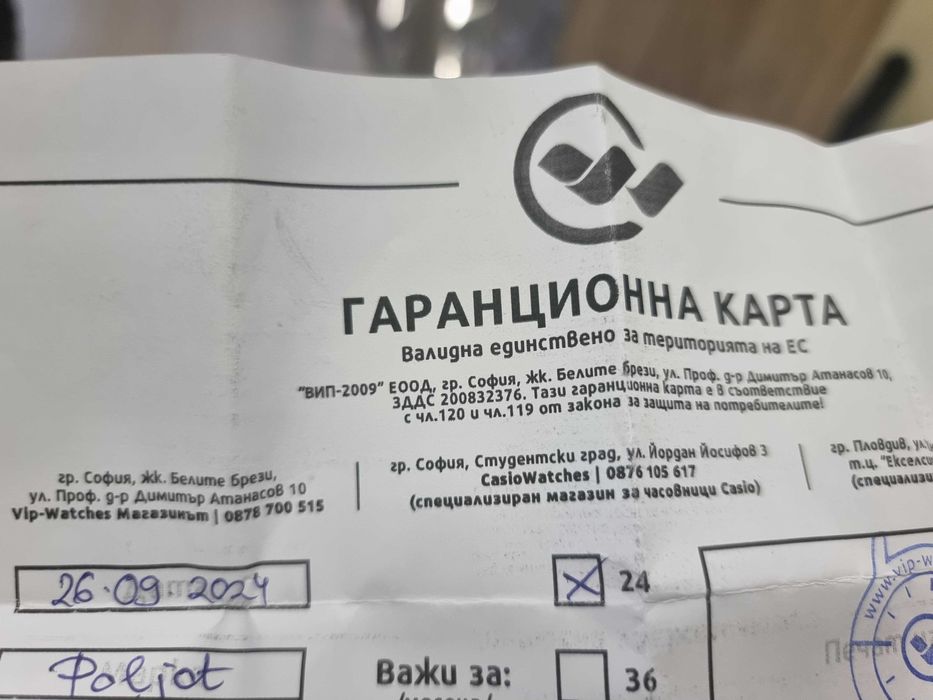 ГАРАНЦИОННА КАРТА
Валидна единствено за територията на ЕС
"ВИП-2009" ЕООД, гр. София, жк. Белите брези, ул. Проф. д-р Димитър Атанасов 10,
ЗДДС 200832376. Тази гаранционна карта е в съответствие
с чл.120 и чл.119 от закона за защита на потребителите!
гр. София, жк. Белите Брези,
ул. Проф. д-р Димитър Атанасов 10
Vip-Watches Магазинът | 0878 700 515
гр. София, Студентски град, ул. Йордан Йосифов 3
CasioWatches | 0876 105 617
(специализиран магазин за часовници Casio)
гр. Пловдив,
т.ц.
26.09.2024
24
Poljot
Важи за:
36
www.vip-w